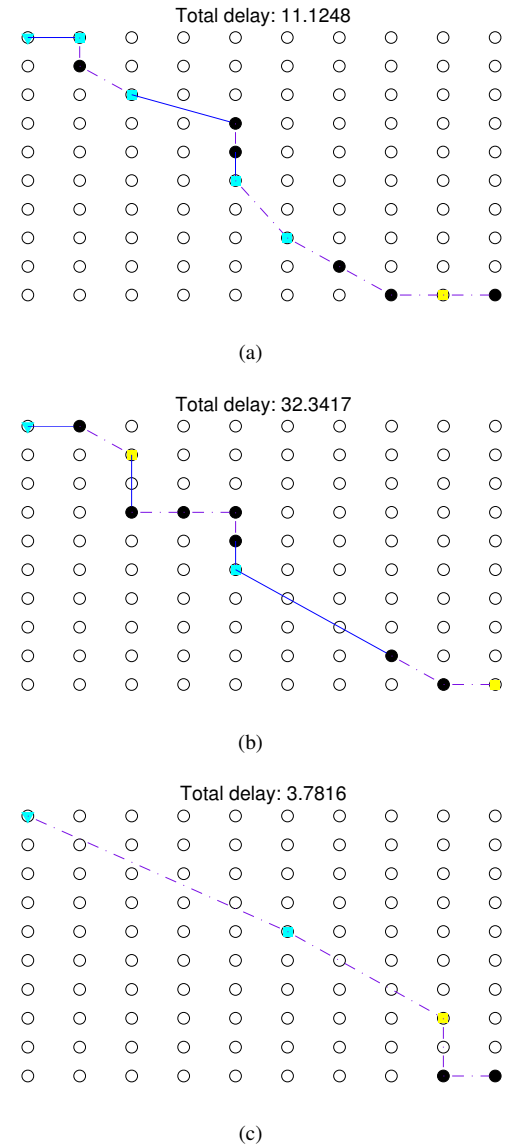 Total delay: 11.1248
(a)
Total delay: 32.3417
(b)
Total delay: 3.7816
(c)